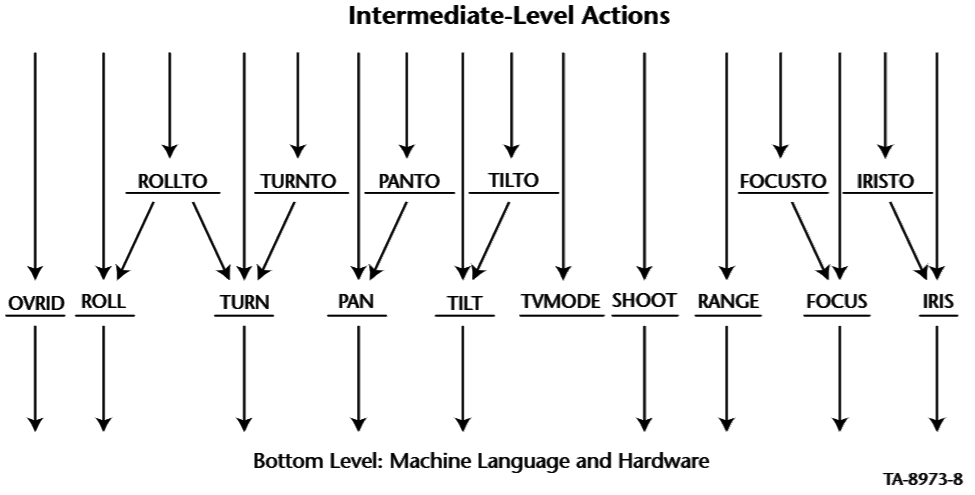 Intermediate-Level Actions
ROLLTO TURNTO PANTO TILTO FOCUSTO IRISTO
OVRID ROLL TURN PAN TILT TVMODE SHOOT RANGE FOCUS IRIS
Bottom Level: Machine Language and Hardware
TA-8973-8